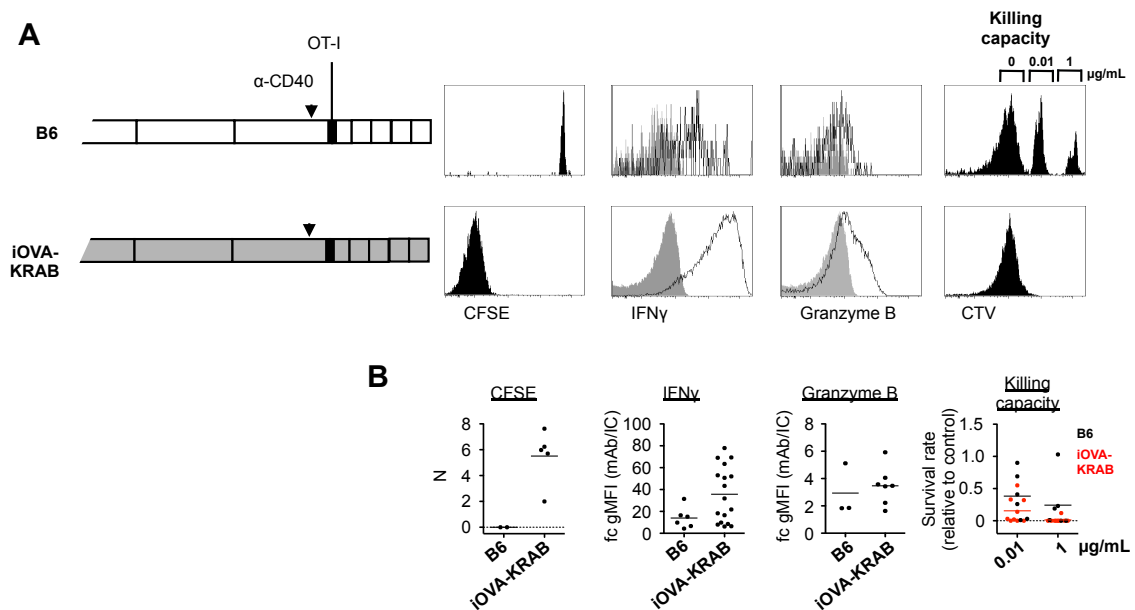 A
Killing
capacity
OT-I
0 0.01 1
µg/mL
α-CD40
B6
iOVA-
KRAB
CFSE
IFNγ
Granzyme B
CTV
B
CFSE
N
8
6
4
2
0
B6
iOVA-KRAB
IFNγ
fc gMFI (mAb/IC)
100
80
60
40
20
0
B6
iOVA-KRAB
Granzyme B
fc gMFI (mAb/IC)
8
6
4
2
0
B6
iOVA-KRAB
Killing
capacity
Survival rate
(relative to control)
1.5
1.0
0.5
0
B6
iOVA-
KRAB
0.01
1
µg/mL